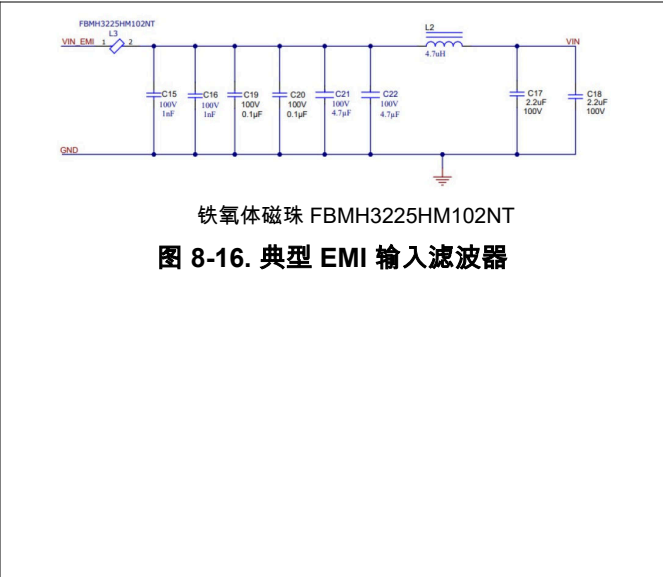 FBMH3225HM102NT
L3
VIN_EMI 1 2
L2
4.7uH
VIN
C15
100V
1nF
C16
100V
1nF
C19
100V
0.1µF
C20
100V
0.1µF
C21
100V
4.7µF
C22
100V
4.7µF
C17
2.2uF
100V
C18
2.2uF
100V
GND
铁氧体磁珠 FBMH3225HM102NT
图 8-16. 典型 EMI 输入滤波器